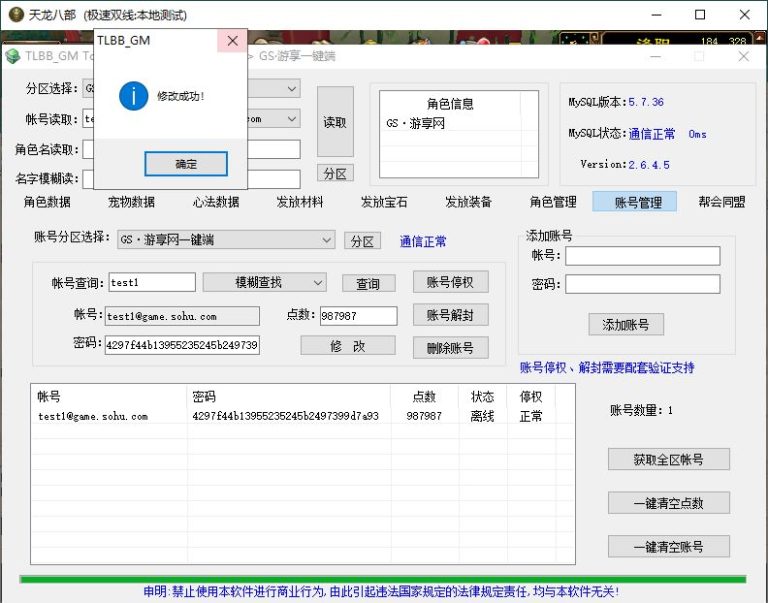 天龙八部 (极速双线:本地测试)
洛阳 184 328
TLBB_GM To
> GS·游享一键端
TLBB_GM
修改成功!
确定
分区选择:
帐号读取:
com
角色名读取:
名字模糊读:
读取
分区
角色信息
GS·游享网
MySQL版本:5.7.36
MySQL状态:通信正常 0ms
Version:2.6.4.5
角色数据 宠物数据 心法数据 发放材料 发放宝石 发放装备 角色管理 账号管理 帮会同盟
账号分区选择: GS·游享网一键端 分区 通信正常
帐号查询: test1 模糊查找 查询 账号停权
帐号: test1@game.sohu.com 点数: 987987 账号解封
密码: 4297f44b13955235245b249739 修 改 删除账号
添加账号
帐号:
密码:
添加账号
账号停权、解封需要配套验证支持
帐号 密码 点数 状态 停权
test1@game.sohu.com 4297f44b13955235245b2497399d7a93 987987 离线 正常
账号数量: 1
获取全区帐号
一键清空点数
一键清空账号
申明:禁止使用本软件进行商业行为,由此引起违法国家规定的法律规定责任,均与本软件无关!